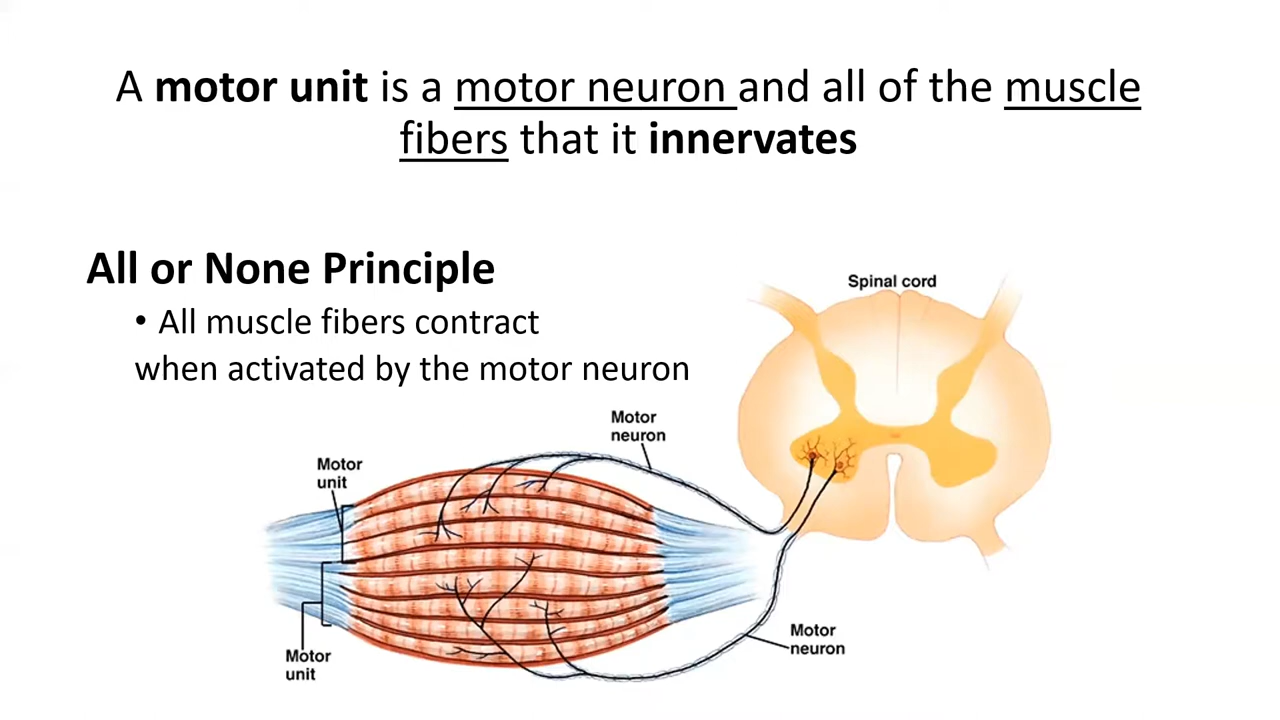 A motor unit is a motor neuron and all of the muscle
fibers that it innervates
All or None Principle
• All muscle fibers contract
when activated by the motor neuron
Spinal cord
Motor
neuron
Motor
unit
Motor
neuron
Motor
unit